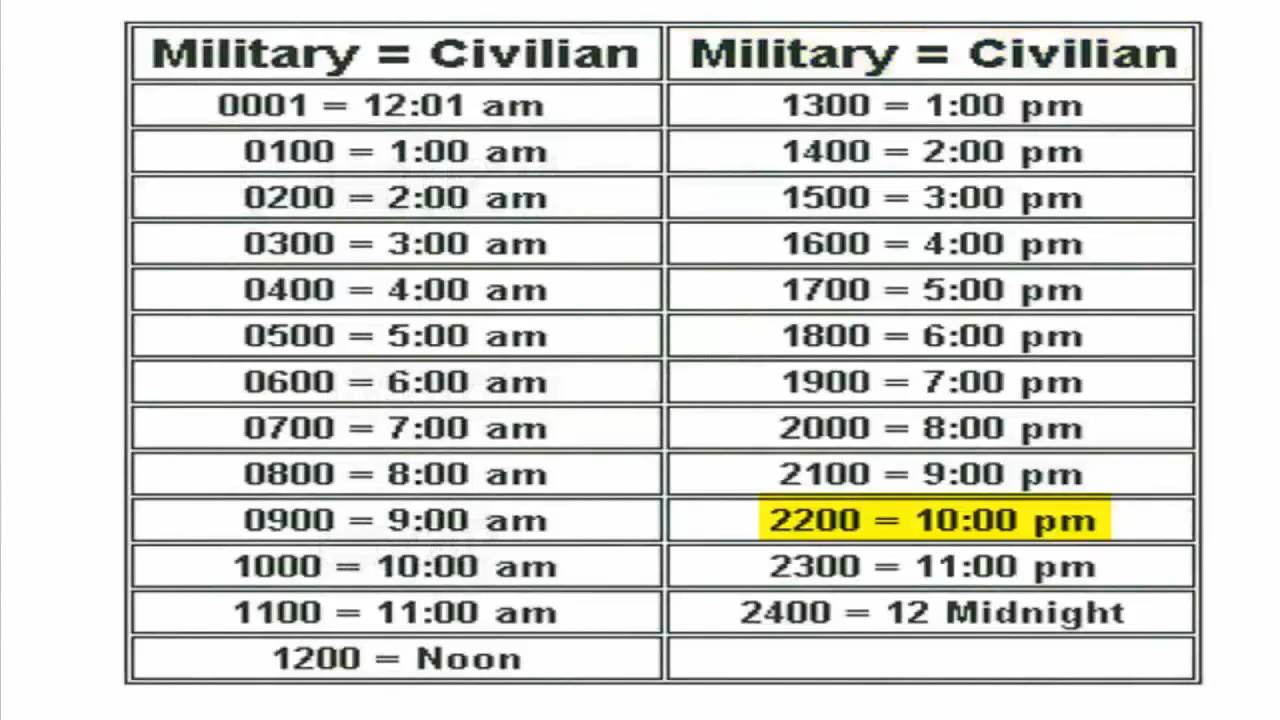 Military = Civilian
0001 = 12:01 am
0100 = 1:00 am
0200 = 2:00 am
0300 = 3:00 am
0400 = 4:00 am
0500 = 5:00 am
0600 = 6:00 am
0700 = 7:00 am
0800 = 8:00 am
0900 = 9:00 am
1000 = 10:00 am
1100 = 11:00 am
1200 = Noon
Military = Civilian
1300 = 1:00 pm
1400 = 2:00 pm
1500 = 3:00 pm
1600 = 4:00 pm
1700 = 5:00 pm
1800 = 6:00 pm
1900 = 7:00 pm
2000 = 8:00 pm
2100 = 9:00 pm
2200 = 10:00 pm
2300 = 11:00 pm
2400 = 12 Midnight